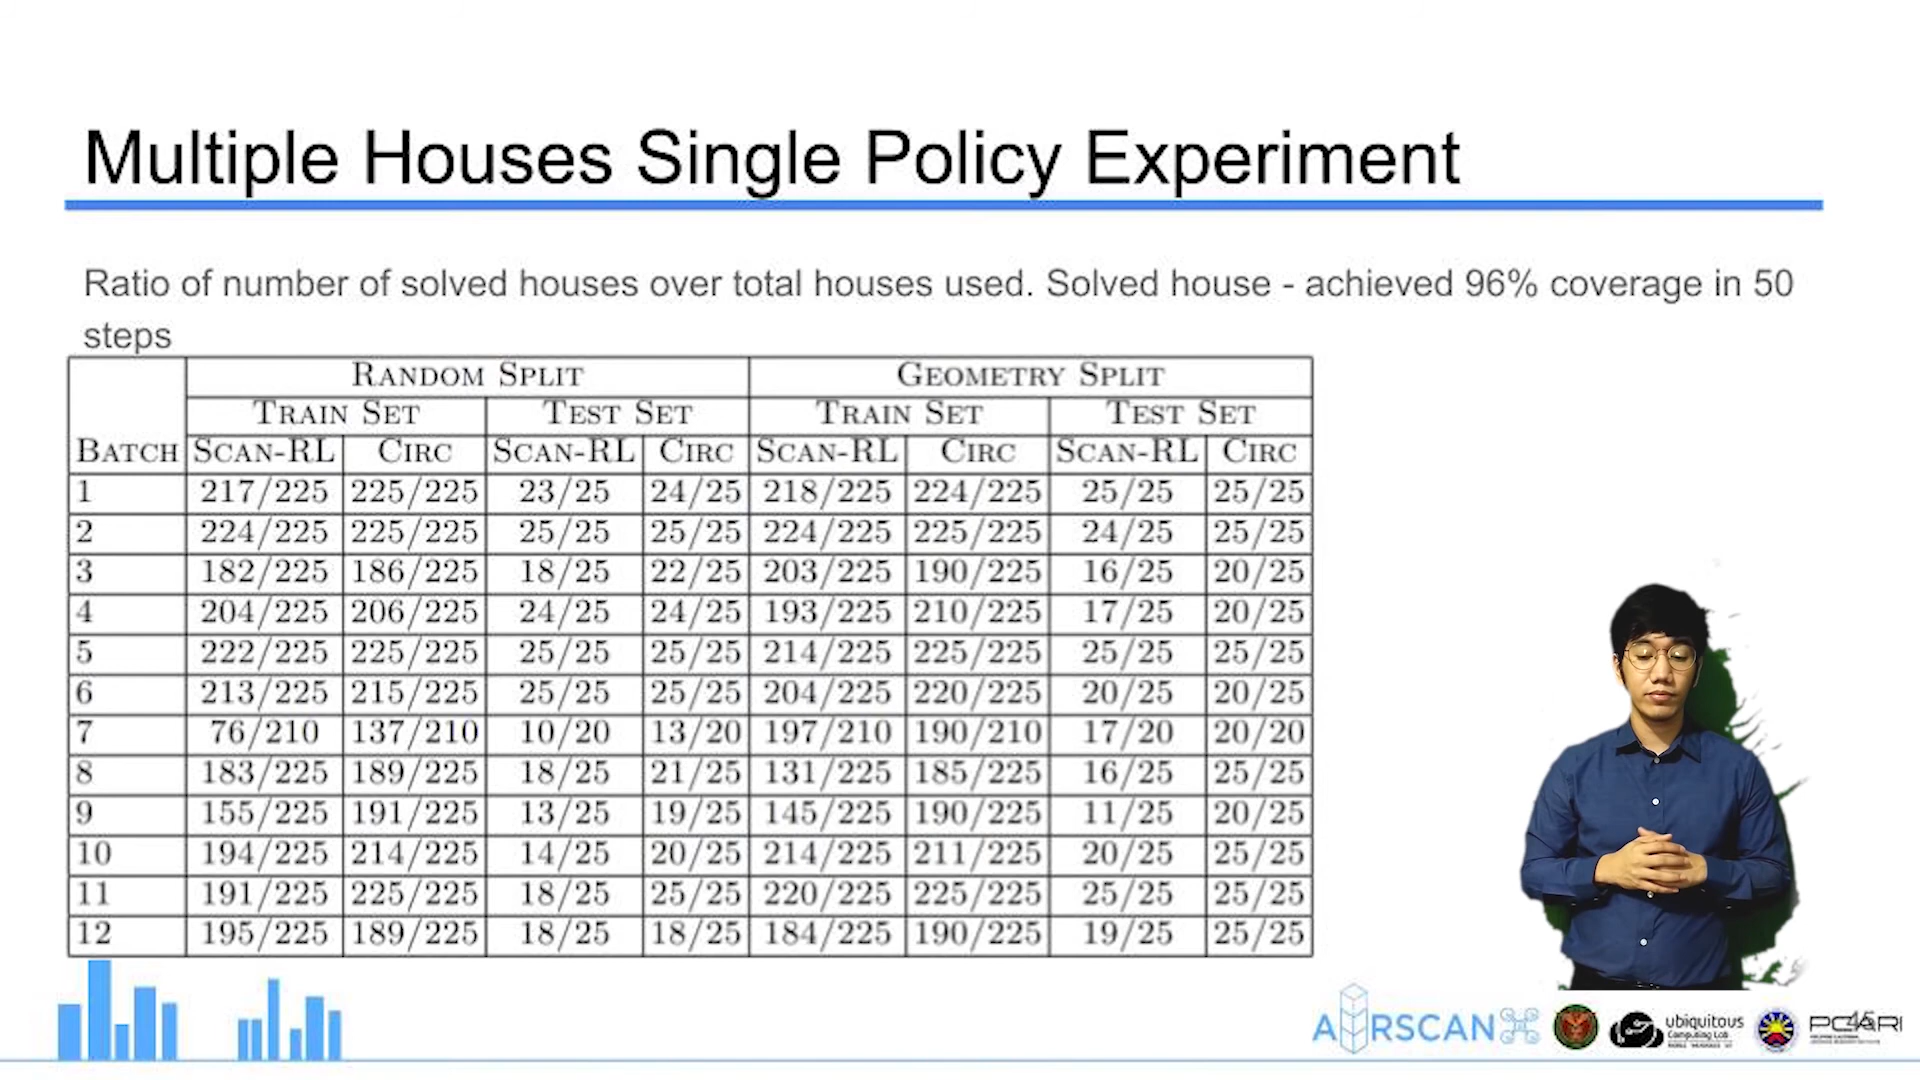 Multiple Houses Single Policy Experiment
Ratio of number of solved houses over total houses used. Solved house - achieved 96% coverage in 50
steps
RANDOM SPLIT GEOMETRY SPLIT
TRAIN SET TEST SET TRAIN SET TEST SET
BATCH SCAN-RL CIRC SCAN-RL CIRC SCAN-RL CIRC SCAN-RL CIRC
1 217/225 225/225 23/25 24/25 218/225 224/225 25/25 25/25
2 224/225 225/225 25/25 25/25 224/225 225/225 24/25 25/25
3 182/225 186/225 18/25 22/25 203/225 190/225 16/25 20/25
4 204/225 206/225 24/25 24/25 193/225 210/225 17/25 20/25
5 222/225 225/225 25/25 25/25 214/225 225/225 25/25 25/25
6 213/225 215/225 25/25 25/25 204/225 220/225 20/25 20/25
7 76/210 137/210 10/20 13/20 197/210 190/210 17/20 20/20
8 183/225 189/225 18/25 21/25 131/225 185/225 16/25 25/25
9 155/225 191/225 13/25 19/25 145/225 190/225 11/25 20/25
10 194/225 214/225 14/25 20/25 214/225 211/225 20/25 25/25
11 191/225 225/225 18/25 25/25 220/225 225/225 25/25 25/25
12 195/225 189/225 18/25 18/25 184/225 190/225 19/25 25/25
AIRSCAN
ubiquitous
Computing Lab
PCARI
45